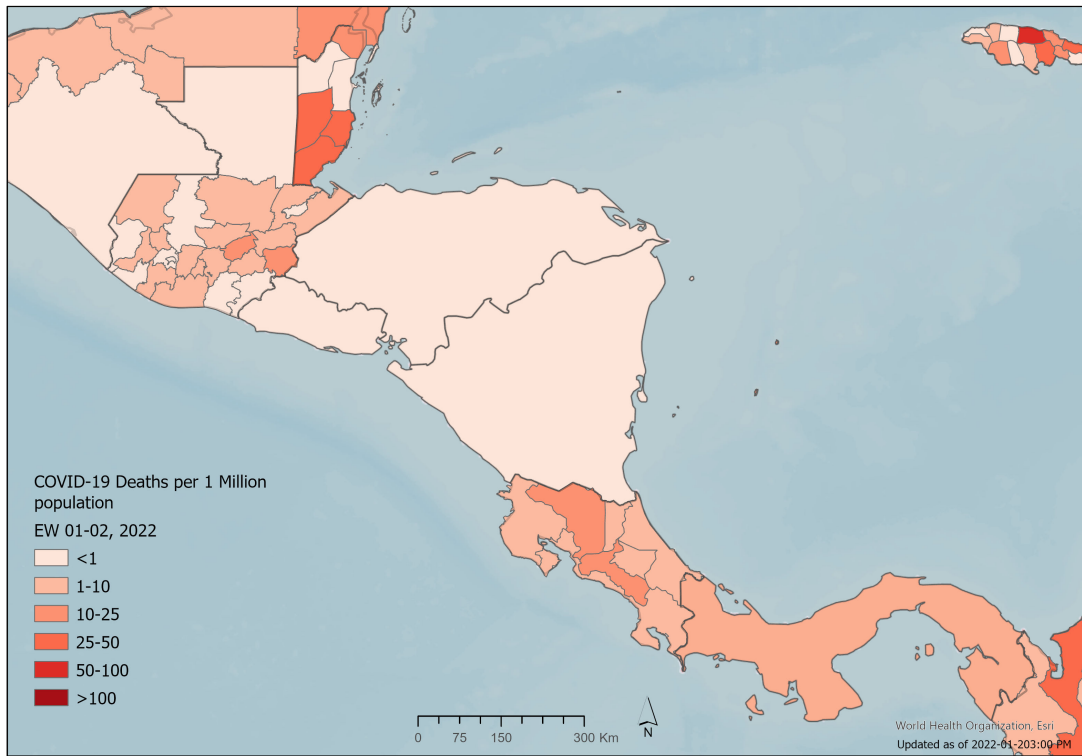 COVID-19 Deaths per 1 Million
population
EW 01-02, 2022
<1
1-10
10-25
25-50
50-100
>100
0 75 150 300 Km
N
World Health Organization, Esri
Updated as of 2022-01-203:00 PM